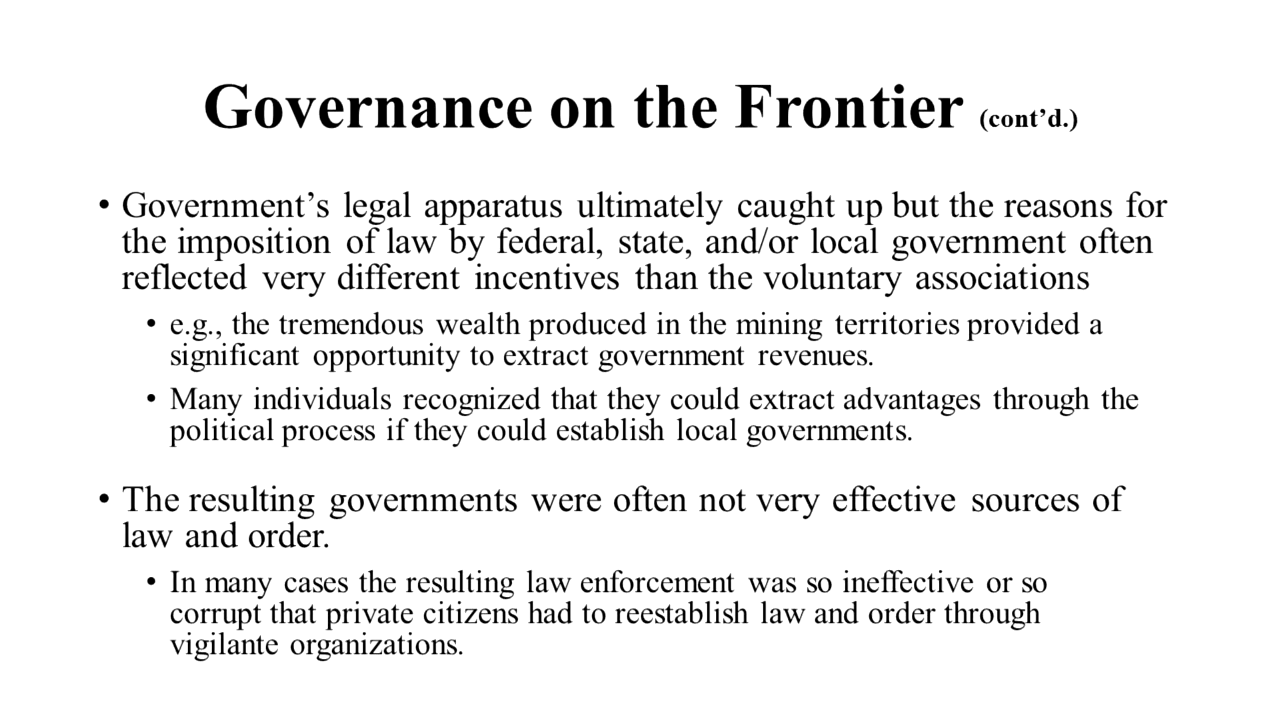 Governance on the Frontier (cont’d.)
• Government’s legal apparatus ultimately caught up but the reasons for
the imposition of law by federal, state, and/or local government often
reflected very different incentives than the voluntary associations
• e.g., the tremendous wealth produced in the mining territories provided a
significant opportunity to extract government revenues.
• Many individuals recognized that they could extract advantages through the
political process if they could establish local governments.
• The resulting governments were often not very effective sources of
law and order.
• In many cases the resulting law enforcement was so ineffective or so
corrupt that private citizens had to reestablish law and order through
vigilante organizations.